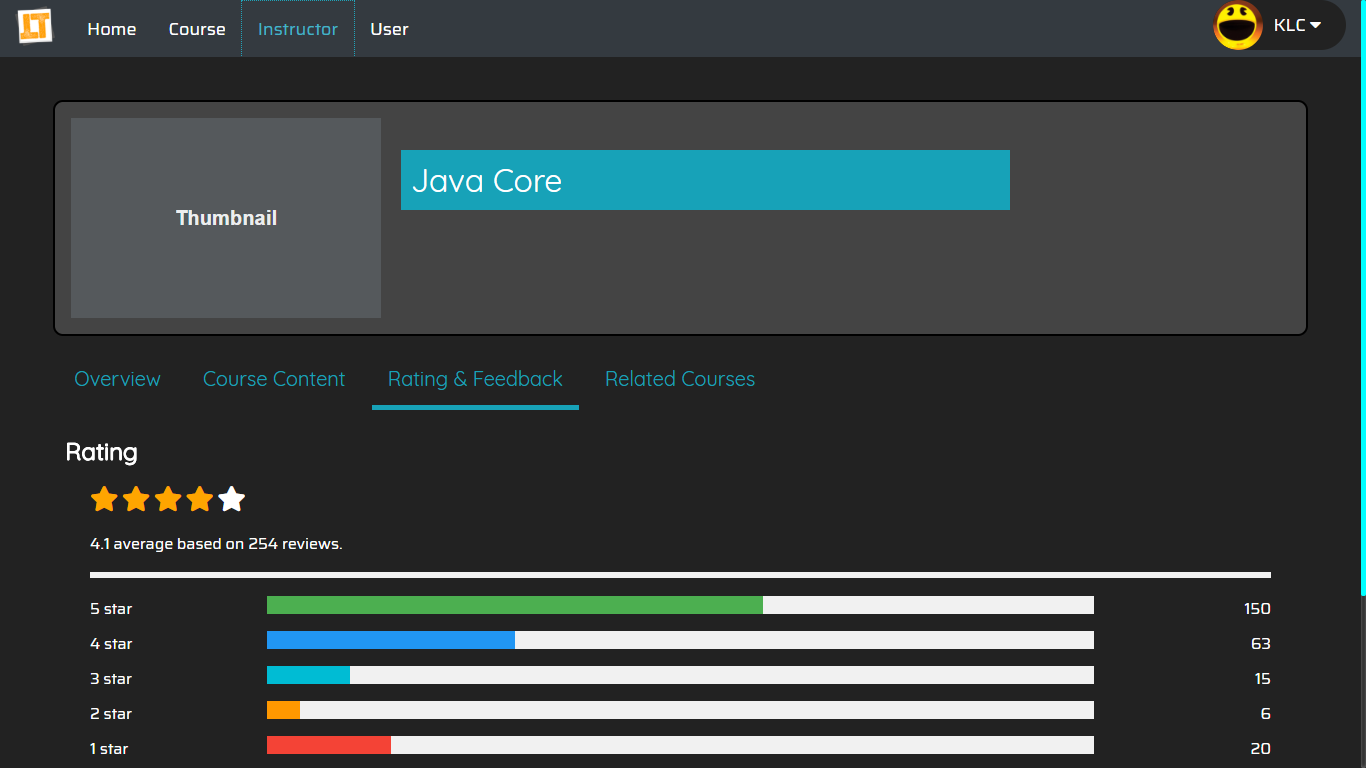 LT Home Course Instructor User KLC
Thumbnail
Java Core
Overview Course Content Rating & Feedback Related Courses
Rating
4.1 average based on 254 reviews.
5 star 150
4 star 63
3 star 15
2 star 6
1 star 20